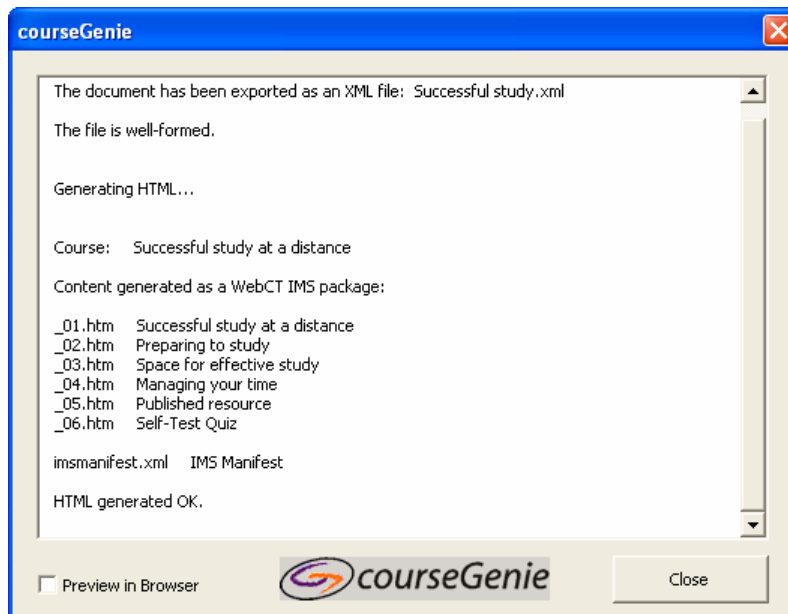 courseGenie
The document has been exported as an XML file: Successful study.xml
The file is well-formed.
Generating HTML...
Course: Successful study at a distance
Content generated as a WebCT IMS package:
_01.htm Successful study at a distance
_02.htm Preparing to study
_03.htm Space for effective study
_04.htm Managing your time
_05.htm Published resource
_06.htm Self-Test Quiz
imsmanifest.xml IMS Manifest
HTML generated OK.
Preview in Browser
courseGenie
Close